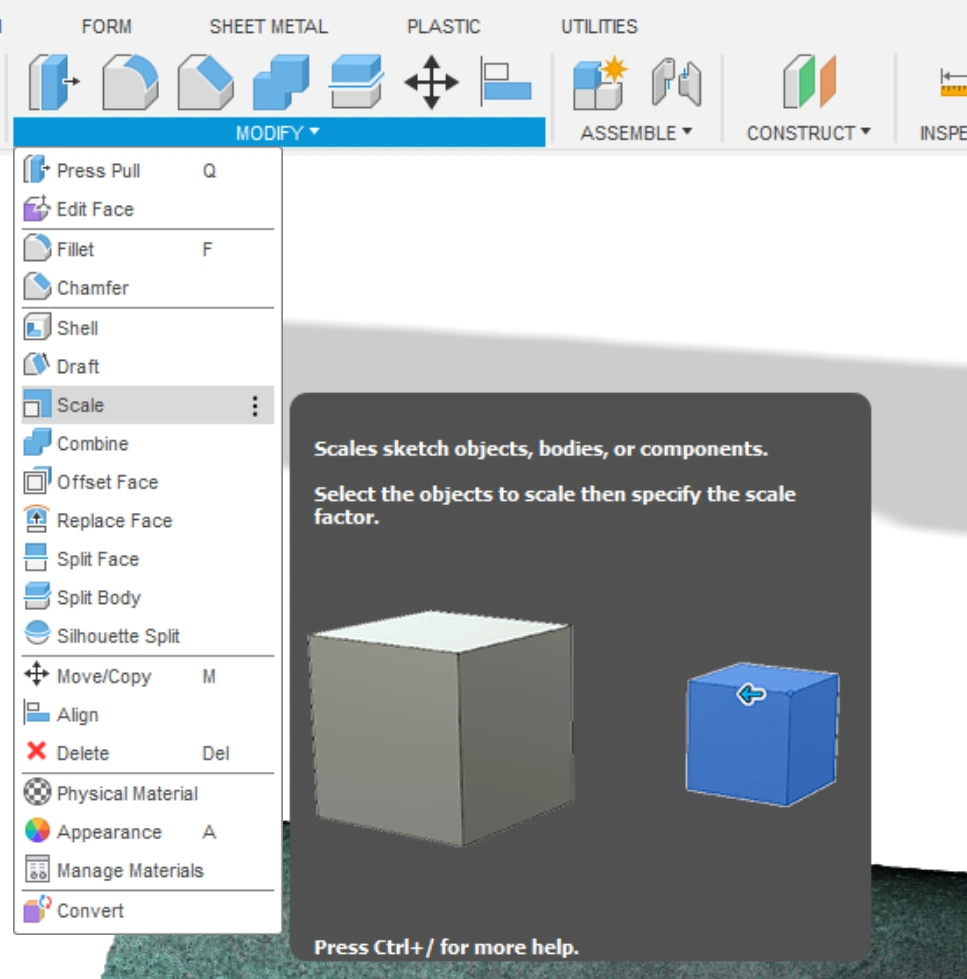 FORM SHEET METAL PLASTIC UTILITIES
MODIFY ASSEMBLE CONSTRUCT INSPE
Press Pull Q
Edit Face
Fillet F
Chamfer
Shell
Draft
Scale
Combine
Offset Face
Replace Face
Split Face
Split Body
Silhouette Split
Move/Copy M
Align
Delete Del
Physical Material
Appearance A
Manage Materials
Convert
Scales sketch objects, bodies, or components.
Select the objects to scale then specify the scale
factor.
Press Ctrl+/ for more help.